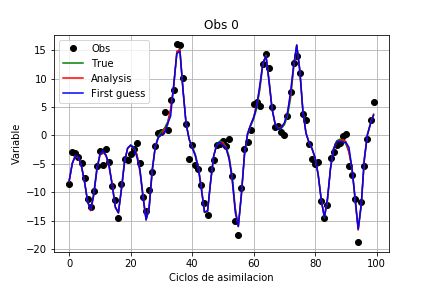 Obs 0
Obs
True
Analysis
First guess
15
10
5
0
−5
−10
−15
−20
Variable
0
20
40
60
80
100
Ciclos de asimilacion